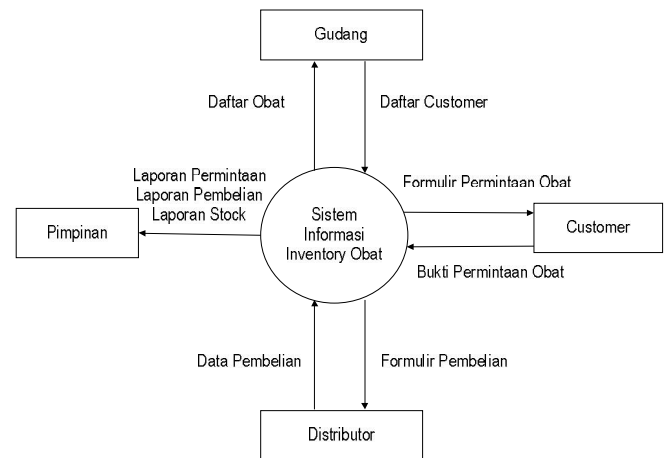 Gudang
Daftar Obat
Daftar Customer
Laporan Permintaan
Laporan Pembelian
Laporan Stock
Formulir Permintaan Obat
Pimpinan
Sistem
Informasi
Inventory Obat
Customer
Bukti Permintaan Obat
Data Pembelian
Formulir Pembelian
Distributor